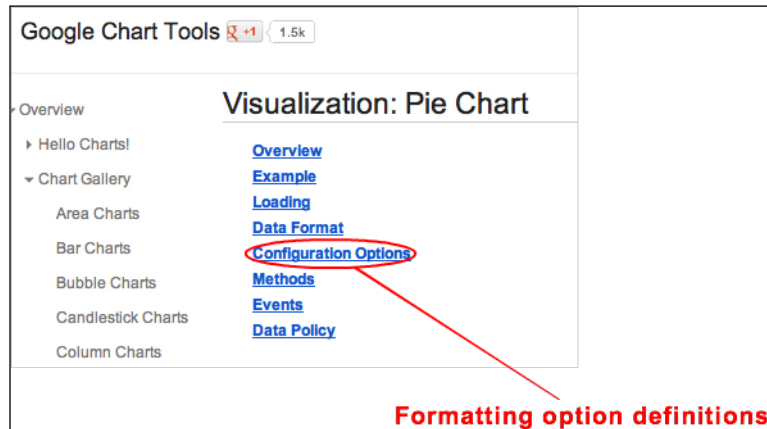 Google Chart Tools g +1 1.5k
Overview
Hello Charts!
Chart Gallery
Area Charts
Bar Charts
Bubble Charts
Candlestick Charts
Column Charts
Visualization: Pie Chart
Overview
Example
Loading
Data Format
Configuration Options
Methods
Events
Data Policy
Formatting option definitions